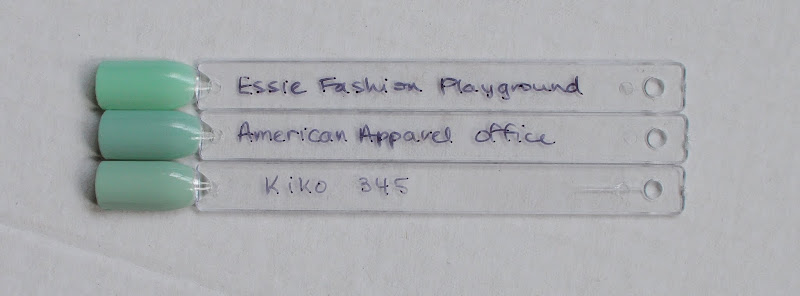 Essie Fashion Playground
American Apparel office
Kiko 345